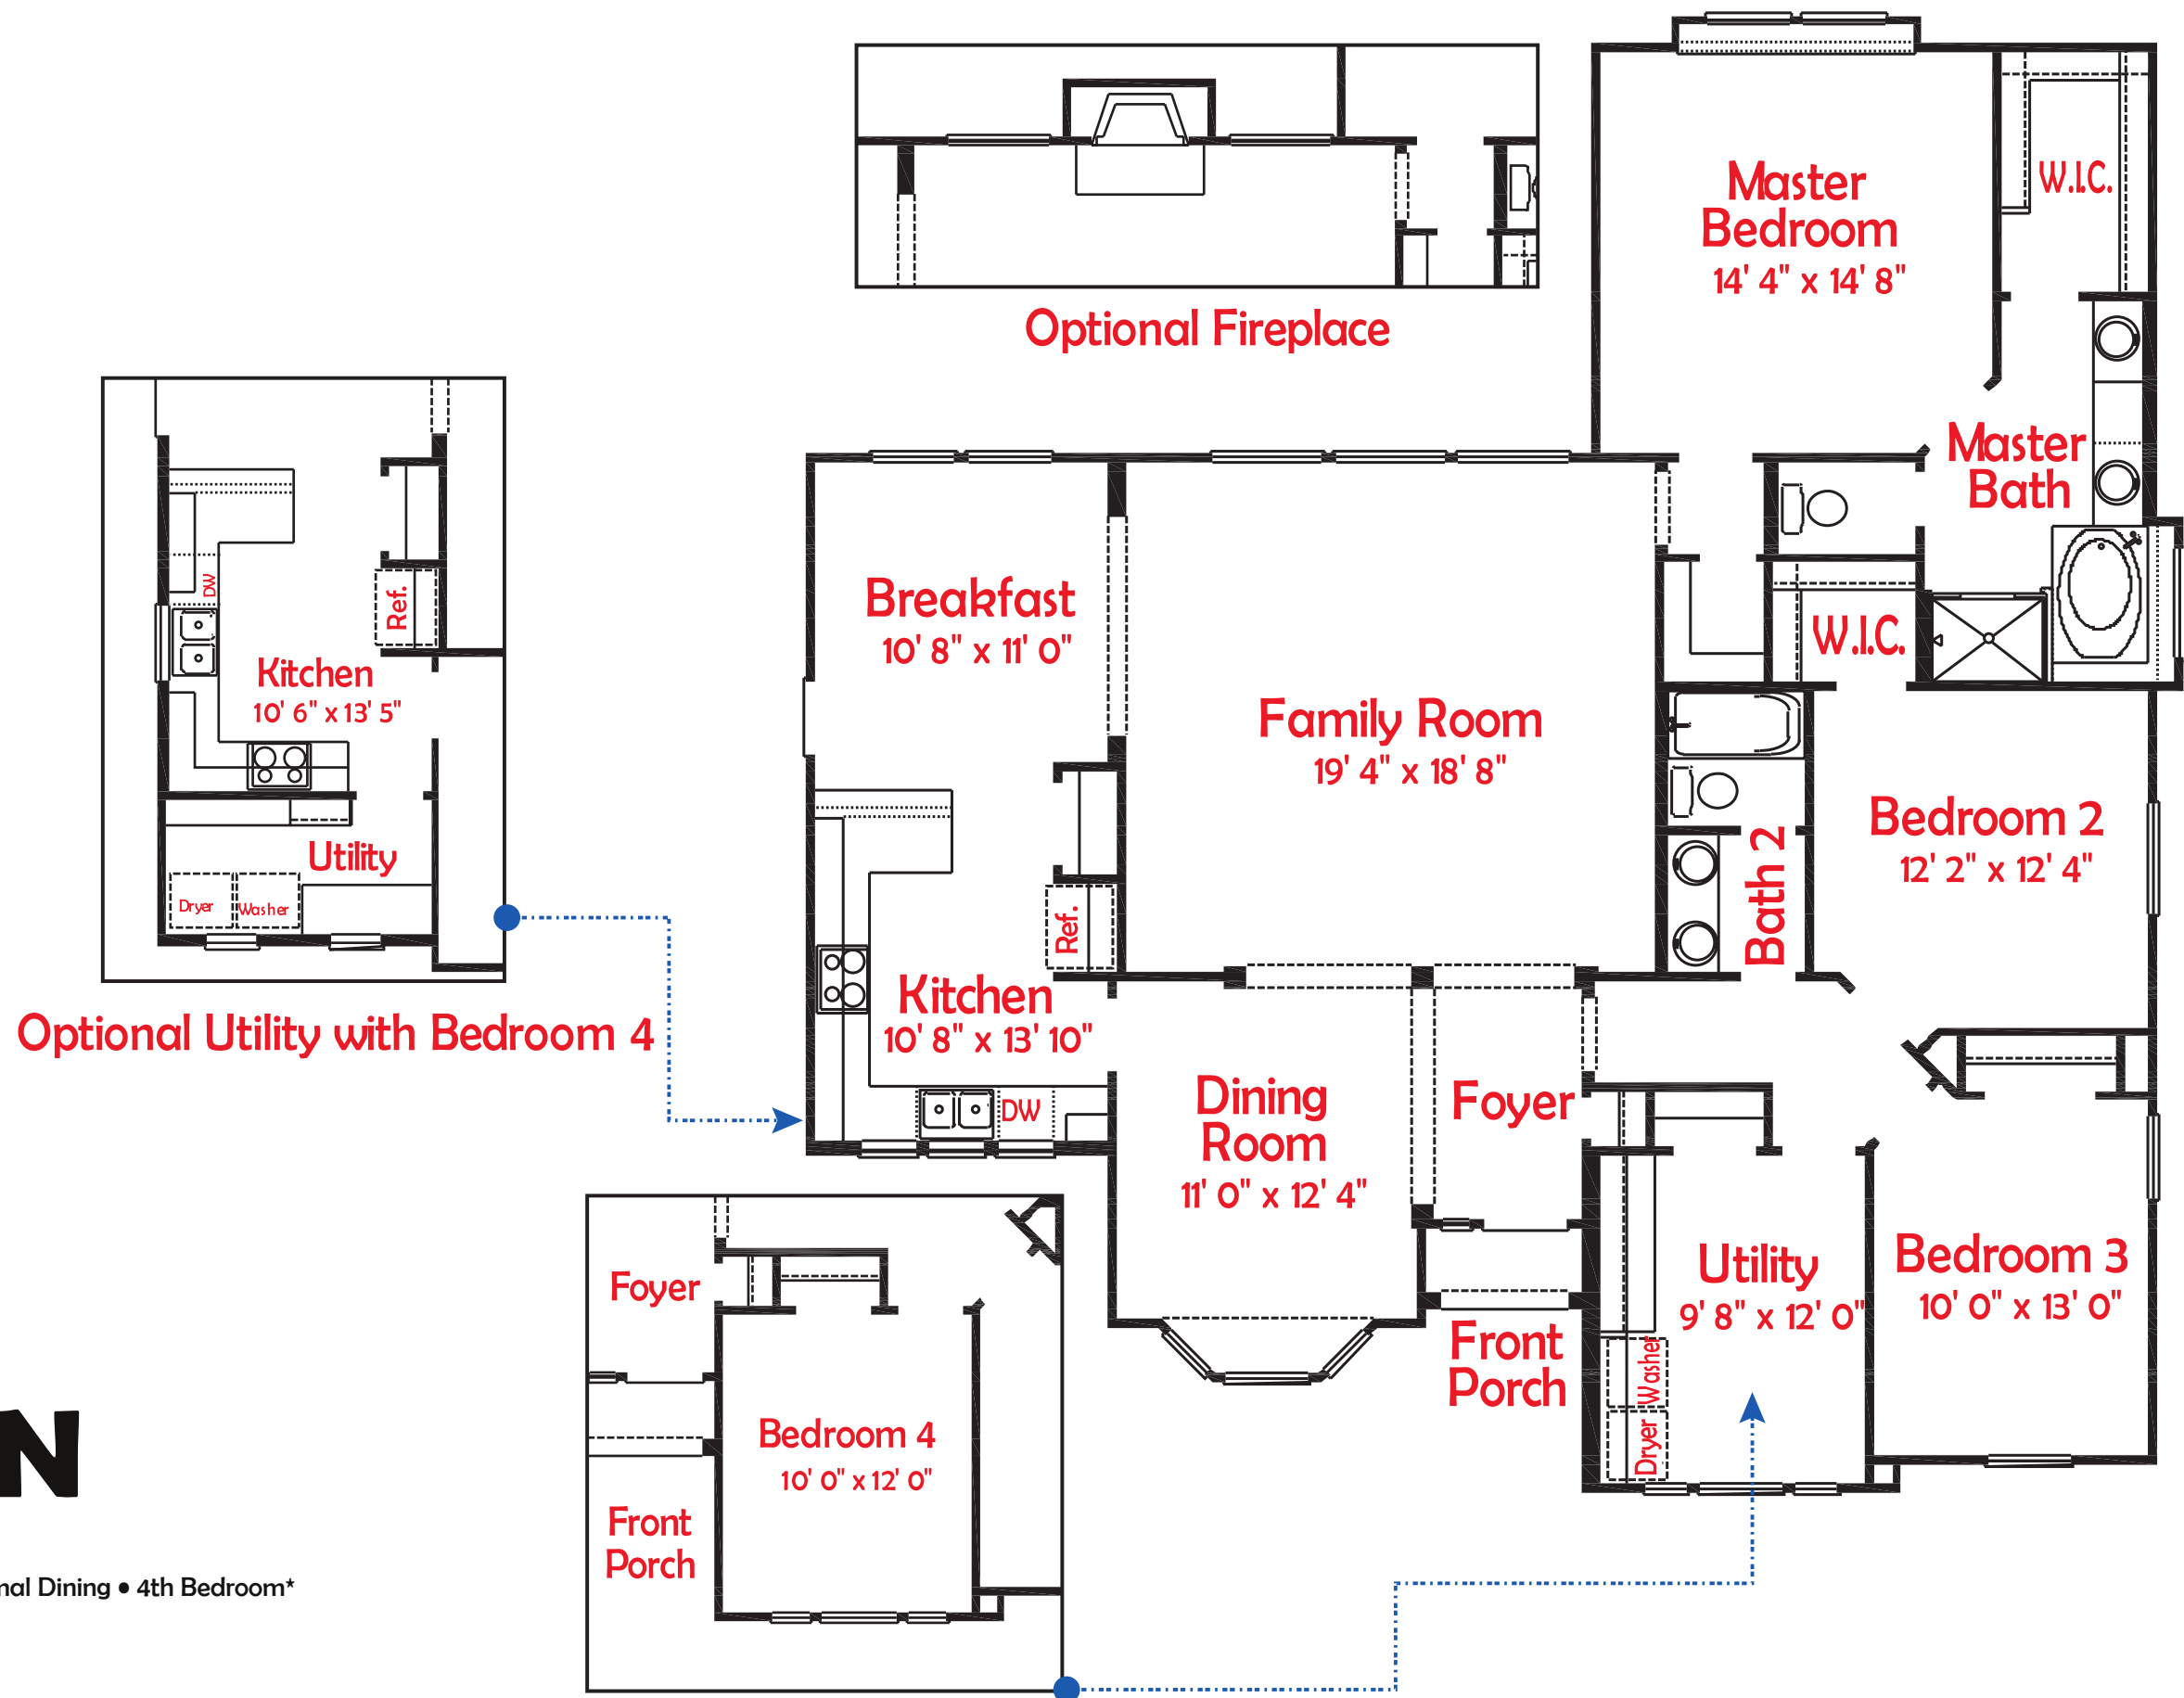 Master
Bedroom
14' 4" x 14' 8"
W.I.C.
Optional Fireplace
Master
Bath
Breakfast
10' 8" x 11' 0"
W.I.C.
Family Room
19' 4" x 18' 8"
Bedroom 2
12' 2" x 12' 4"
Bath 2
Ref.
Kitchen
10' 8" x 13' 10"
DW
Dining
Room
11' 0" x 12' 4"
Foyer
Front
Porch
Utility
9' 8" x 12' 0"
Washer
Dryer
Bedroom 3
10' 0" x 13' 0"
DW
Ref.
Kitchen
10' 6" x 13' 5"
Utility
Dryer
Washer
Optional Utility with Bedroom 4
Foyer
Bedroom 4
10' 0" x 12' 0"
Front
Porch
N
Dining • 4th Bedroom*